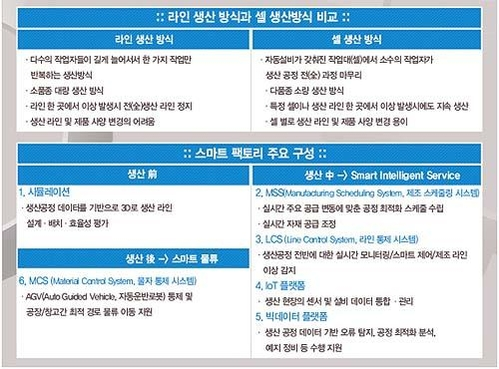 :: 라인 생산 방식과 셀 생산방식 비교 ::
라인 생산 방식
· 다수의 작업자들이 길게 늘어서서 한 가지 작업만
반복하는 생산방식
· 소품종 대량 생산 방식
· 라인 한 곳에서 이상 발생시 전(全)생산 라인 정지
· 생산 라인 및 제품 사양 변경의 어려움
셀 생산 방식
· 자동설비가 갖춰진 작업대(셀)에서 소수의 작업자가
생산 공정 전(全) 과정 마무리
· 다품종 소량 생산 방식
· 특정 셀이나 생산 라인 한 곳에서 이상 발생시에도 지속 생산
· 셀 별로 생산 라인 및 제품 사양 변경 용이
:: 스마트 팩토리 주요 구성 ::
생산 前
1. 시뮬레이션
· 생산공정 데이터를 기반으로 3D로 생산 라인
설계·배치·효율성 평가
생산 後 -> 스마트 물류
6. MCS (Material Control System, 물자 통제 시스템)
· AGV(Auto Guided Vehicle, 자동운반로봇) 통제 및
공장/창고간 최적 경로 물류 이동 지원
생산 中 -> Smart Intelligent Service
2. MSS(Manufacturing Scheduling System, 제조 스케줄링 시스템)
· 실시간 주요 공급 변동에 맞춘 공정 최적화 스케줄 수립
· 실시간 자재 공급 조정
3. LCS (Line Control System, 라인 통제 시스템)
· 생산공정 전반에 대한 실시간 모니터링/스마트 제어/제조 라인
이상 감지
4. IoT 플랫폼
· 생산 현장의 센서 및 설비 데이터 통합·관리
5. 빅데이터 플랫폼
· 생산 공정 데이터 기반 오류 탐지, 공정 최적화 분석,
예지 정비 등 수행 지원